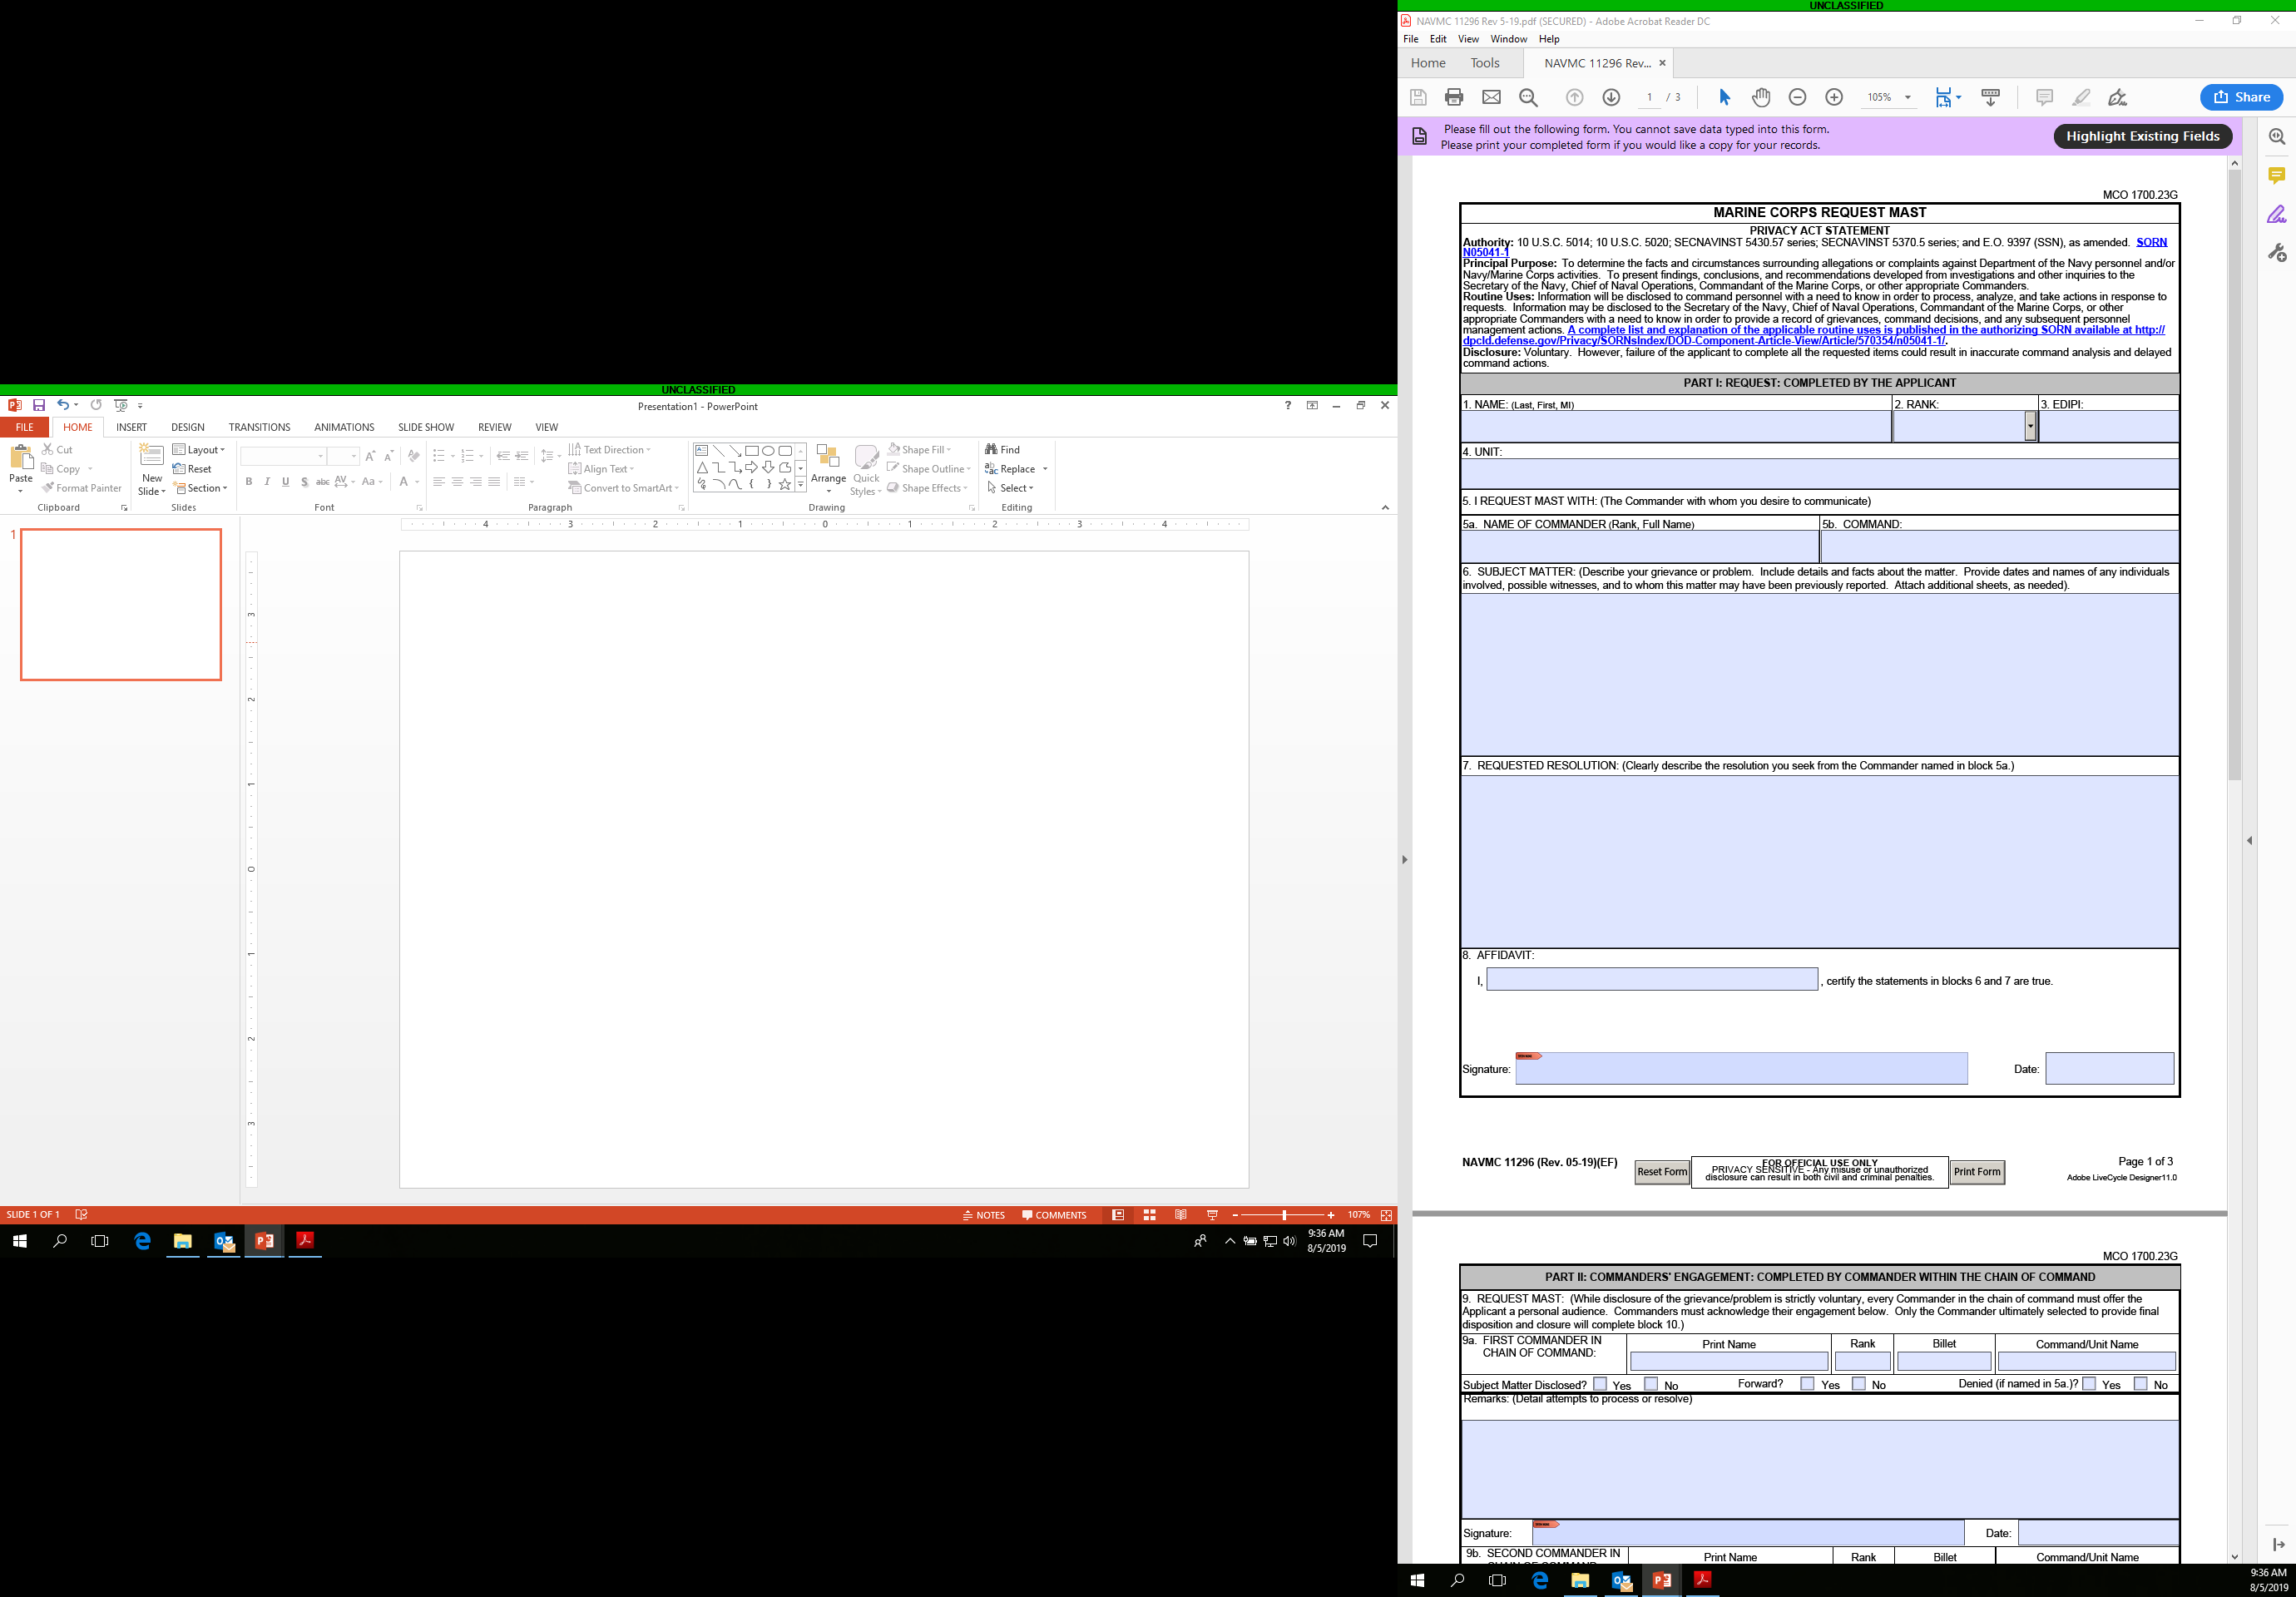 UNCLASSIFIED
Presentation1 - PowerPoint
FILE HOME INSERT DESIGN TRANSITIONS ANIMATIONS SLIDE SHOW REVIEW VIEW
Paste
Cut
Copy
Format Painter
Clipboard
New Slide
Layout
Reset
Section
Slides
B I U S abc AV Aa A
Font
Text Direction
Align Text
Convert to SmartArt
Paragraph
Arrange
Quick Styles
Shape Fill
Shape Outline
Shape Effects
Drawing
Find
Replace
Select
Editing
4 3 2 1 0 1 2 3 4
1
3
2
1
0
1
2
3
SLIDE 1 OF 1
NOTES COMMENTS 107%
9:36 AM
8/5/2019
UNCLASSIFIED
NAVMC 11296 Rev 5-19.pdf (SECURED) - Adobe Acrobat Reader DC
File Edit View Window Help
Home Tools NAVMC 11296 Rev... ×
1 / 3 105% Share
Please fill out the following form. You cannot save data typed into this form.
Please print your completed form if you would like a copy for your records.
Highlight Existing Fields
MCO 1700.23G
MARINE CORPS REQUEST MAST
PRIVACY ACT STATEMENT
Authority: 10 U.S.C. 5014; 10 U.S.C. 5020; SECNAVINST 5430.57 series; SECNAVINST 5370.5 series; and E.O. 9397 (SSN), as amended. SORN
N05041-1
Principal Purpose: To determine the facts and circumstances surrounding allegations or complaints against Department of the Navy personnel and/or
Navy/Marine Corps activities. To present findings, conclusions, and recommendations developed from investigations and other inquiries to the
Secretary of the Navy, Chief of Naval Operations, Commandant of the Marine Corps, or other appropriate Commanders.
Routine Uses: Information will be disclosed to command personnel with a need to know in order to process, analyze, and take actions in response to
requests. Information may be disclosed to the Secretary of the Navy, Chief of Naval Operations, Commandant of the Marine Corps, or other
appropriate Commanders with a need to know in order to provide a record of grievances, command decisions, and any subsequent personnel
management actions. A complete list and explanation of the applicable routine uses is published in the authorizing SORN available at http://
dpcld.defense.gov/Privacy/SORNsIndex/DOD-Component-Article-View/Article/570354/n05041-1/.
Disclosure: Voluntary. However, failure of the applicant to complete all the requested items could result in inaccurate command analysis and delayed
command actions.
PART I: REQUEST: COMPLETED BY THE APPLICANT
1. NAME: (Last, First, MI) 2. RANK: 3. EDIPI:
4. UNIT:
5. I REQUEST MAST WITH: (The Commander with whom you desire to communicate)
5a. NAME OF COMMANDER (Rank, Full Name) 5b. COMMAND:
6. SUBJECT MATTER: (Describe your grievance or problem. Include details and facts about the matter. Provide dates and names of any individuals
involved, possible witnesses, and to whom this matter may have been previously reported. Attach additional sheets, as needed).
7. REQUESTED RESOLUTION: (Clearly describe the resolution you seek from the Commander named in block 5a.)
8. AFFIDAVIT:
I, , certify the statements in blocks 6 and 7 are true.
Signature: Date:
NAVMC 11296 (Rev. 05-19)(EF)
Reset Form
FOR OFFICIAL USE ONLY
PRIVACY SENSITIVE - Any misuse or unauthorized
disclosure can result in both civil and criminal penalties.
Print Form
Page 1 of 3
Adobe LiveCycle Designer11.0
MCO 1700.23G
PART II: COMMANDERS' ENGAGEMENT: COMPLETED BY COMMANDER WITHIN THE CHAIN OF COMMAND
9. REQUEST MAST: (While disclosure of the grievance/problem is strictly voluntary, every Commander in the chain of command must offer the
Applicant a personal audience. Commanders must acknowledge their engagement below. Only the Commander ultimately selected to provide final
disposition and closure will complete block 10.)
9a. FIRST COMMANDER IN
CHAIN OF COMMAND:
Print Name Rank Billet Command/Unit Name
Subject Matter Disclosed? Yes No Forward? Yes No Denied (if named in 5a.)? Yes No
Remarks: (Detail attempts to process or resolve)
Signature: Date:
9b. SECOND COMMANDER IN Print Name Rank Billet Command/Unit Name
9:36 AM
8/5/2019